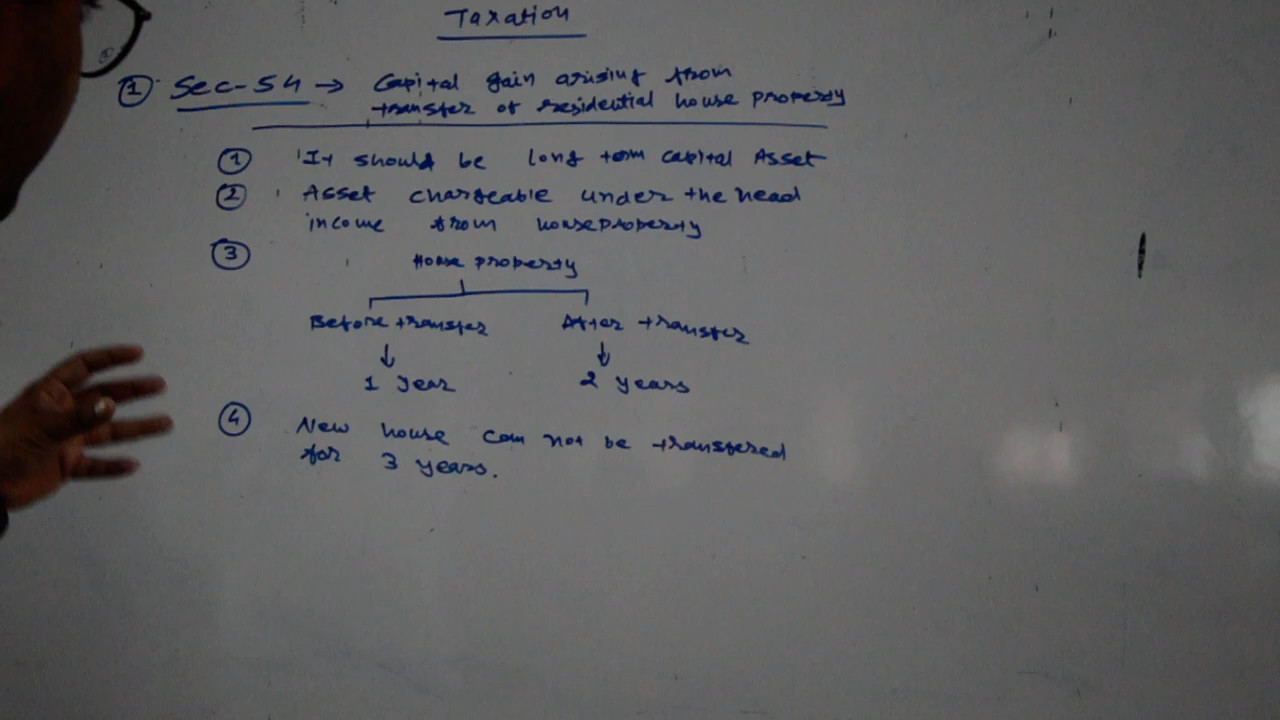 Taxation
① Sec-54 → Capital gain arising from
transfer of residential house property
① It should be long term capital Asset
② Asset chargeable under the head
income from house property
③ House property
Before transfer After transfer
↓ ↓
1 year 2 years
④ New house can not be transfered
for 3 years.